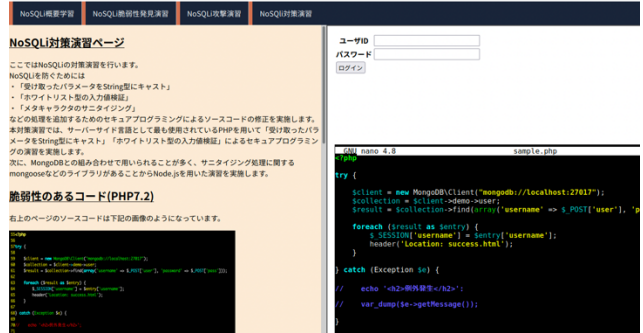 NoSQLi概要学習
NoSQLi脆弱性発見演習
NoSQLi攻撃演習
NoSQLi対策演習
NoSQLi対策演習ページ
ここではNoSQLiの対策演習を行います。
NoSQLiを防ぐためには
・「受け取ったパラメータをString型にキャスト」
・「ホワイトリスト型の入力値検証」
・「メタキャラクタのサニタイジング」
などの処理を追加するためのセキュアプログラミングによるソースコードの修正を実施します。
本対策演習では、サーバーサイド言語として最も使用されているPHPを用いて「受け取ったパラ
メータをString型にキャスト」「ホワイトリスト型の入力値検証」によるセキュアプログラミン
グの演習を実施します。
次に、MongoDBとの組み合わせで用いられることが多く、サニタイジング処理に関する
mongooseなどのライブラリがあることからNode.jsを用いた演習を実施します。
脆弱性のあるコード(PHP7.2)
右上のページのソースコードは下記の画像のようになっています。
ユーザID
パスワード
ログイン
GNU nano 4.8 sample.php
<?php
try {
$client = new MongoDB\Client("mongodb://localhost:27017");
$collection = $client->demo->user;
$result = $collection->find(array('username' => $_POST['user'], 'p
foreach ($result as $entry) {
$_SESSION['username'] = $entry['username'];
header('Location: success.html');
}
} catch (Exception $e) {
// echo '<h2>例外発生</h2>';
// var_dump($e->getMessage());
}